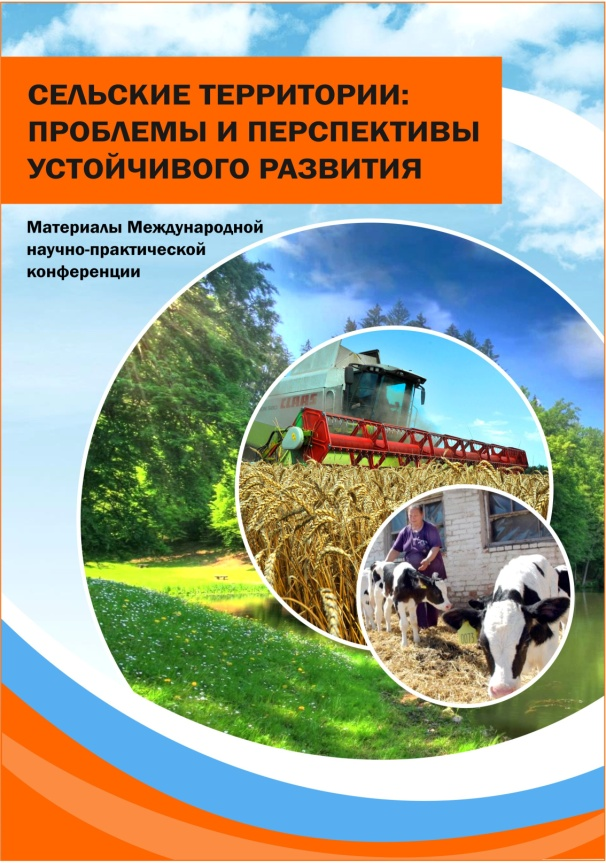 СЕЛЬСКИЕ ТЕРРИТОРИИ:
ПРОБЛЕМЫ И ПЕРСПЕКТИВЫ
УСТОЙЧИВОГО РАЗВИТИЯ
Материалы Международной
научно-практической
конференции
CLAAS